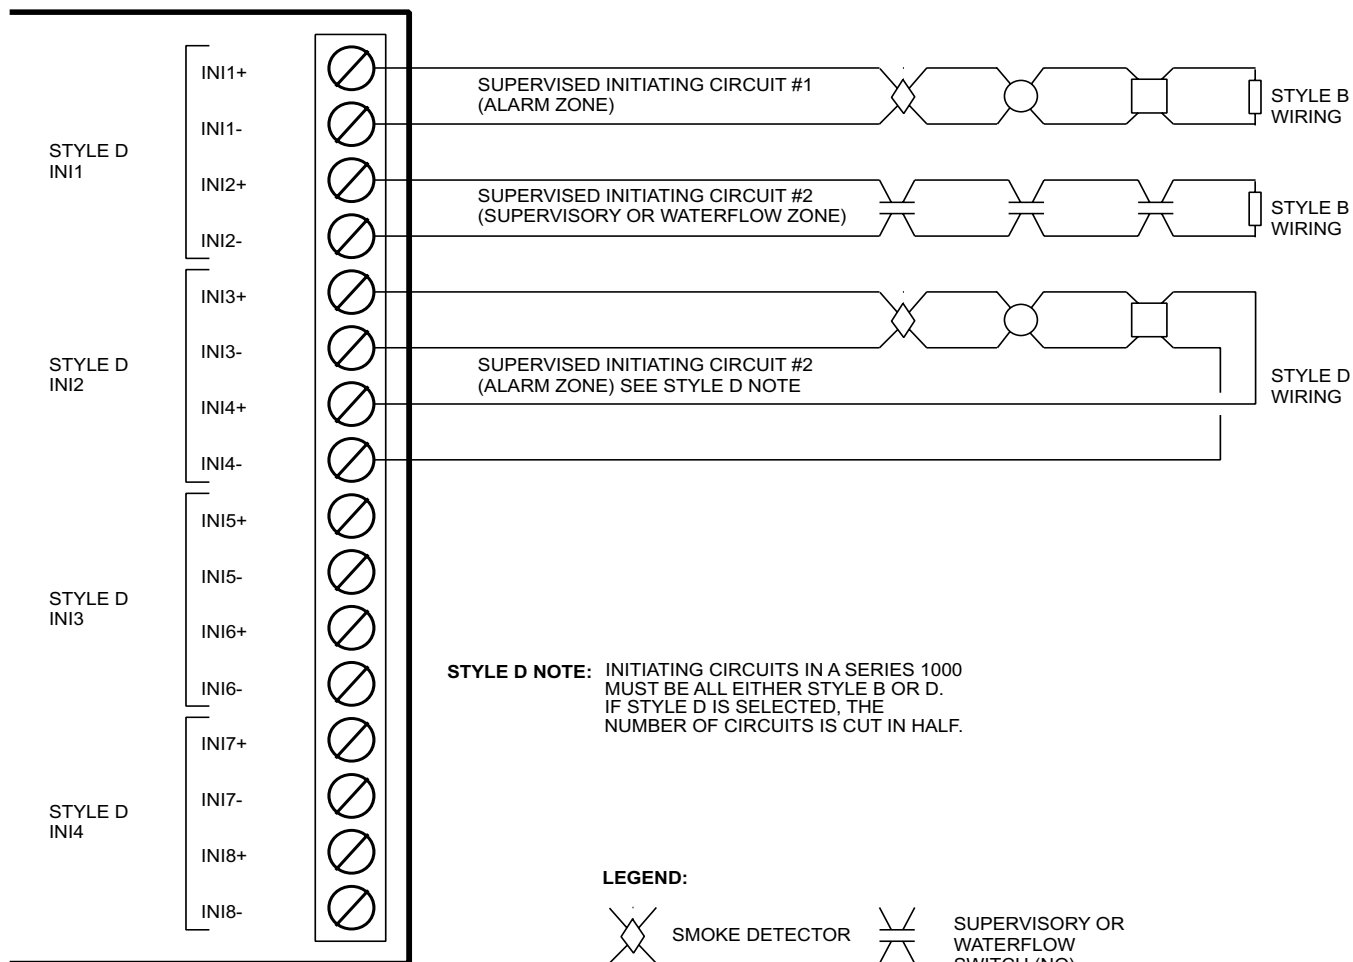 STYLE D
INI1
INI1+
INI1-
INI2+
INI2-
STYLE D
INI2
INI3+
INI3-
INI4+
INI4-
STYLE D
INI3
INI5+
INI5-
INI6+
INI6-
STYLE D
INI4
INI7+
INI7-
INI8+
INI8-
SUPERVISED INITIATING CIRCUIT #1
(ALARM ZONE)
STYLE B
WIRING
SUPERVISED INITIATING CIRCUIT #2
(SUPERVISORY OR WATERFLOW ZONE)
STYLE B
WIRING
SUPERVISED INITIATING CIRCUIT #2
(ALARM ZONE) SEE STYLE D NOTE
STYLE D
WIRING
STYLE D NOTE: INITIATING CIRCUITS IN A SERIES 1000
MUST BE ALL EITHER STYLE B OR D.
IF STYLE D IS SELECTED, THE
NUMBER OF CIRCUITS IS CUT IN HALF.
LEGEND:
SMOKE DETECTOR
SUPERVISORY OR
WATERFLOW
SWITCH (NO)